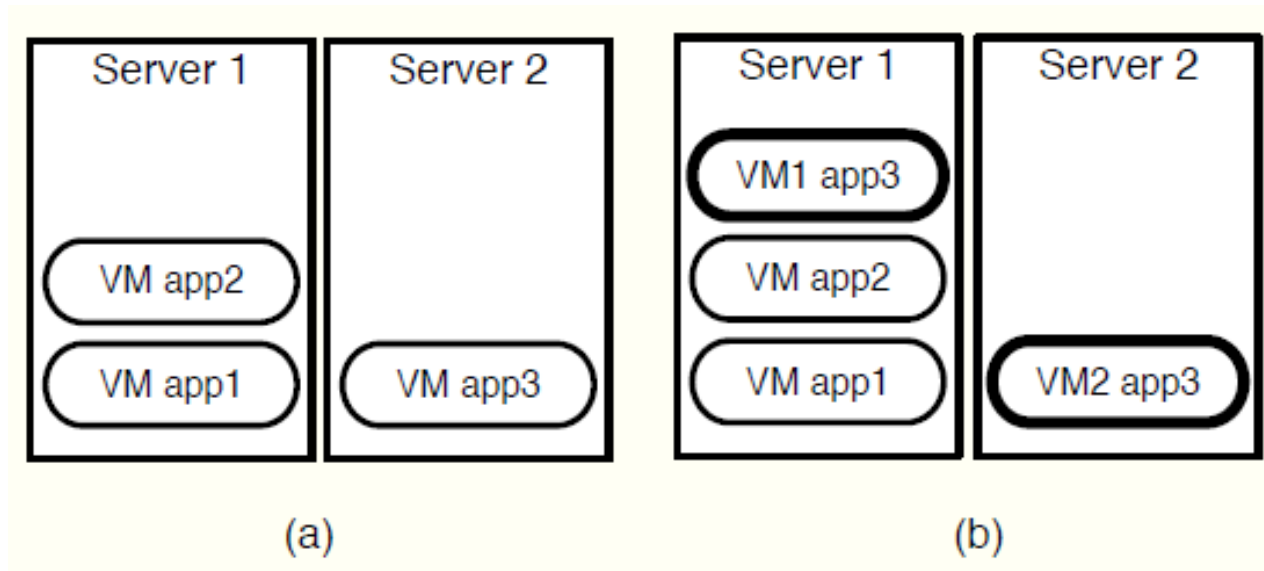 Server 1
VM app2
VM app1
Server 2
VM app3
(a)
Server 1
VM1 app3
VM app2
VM app1
Server 2
VM2 app3
(b)